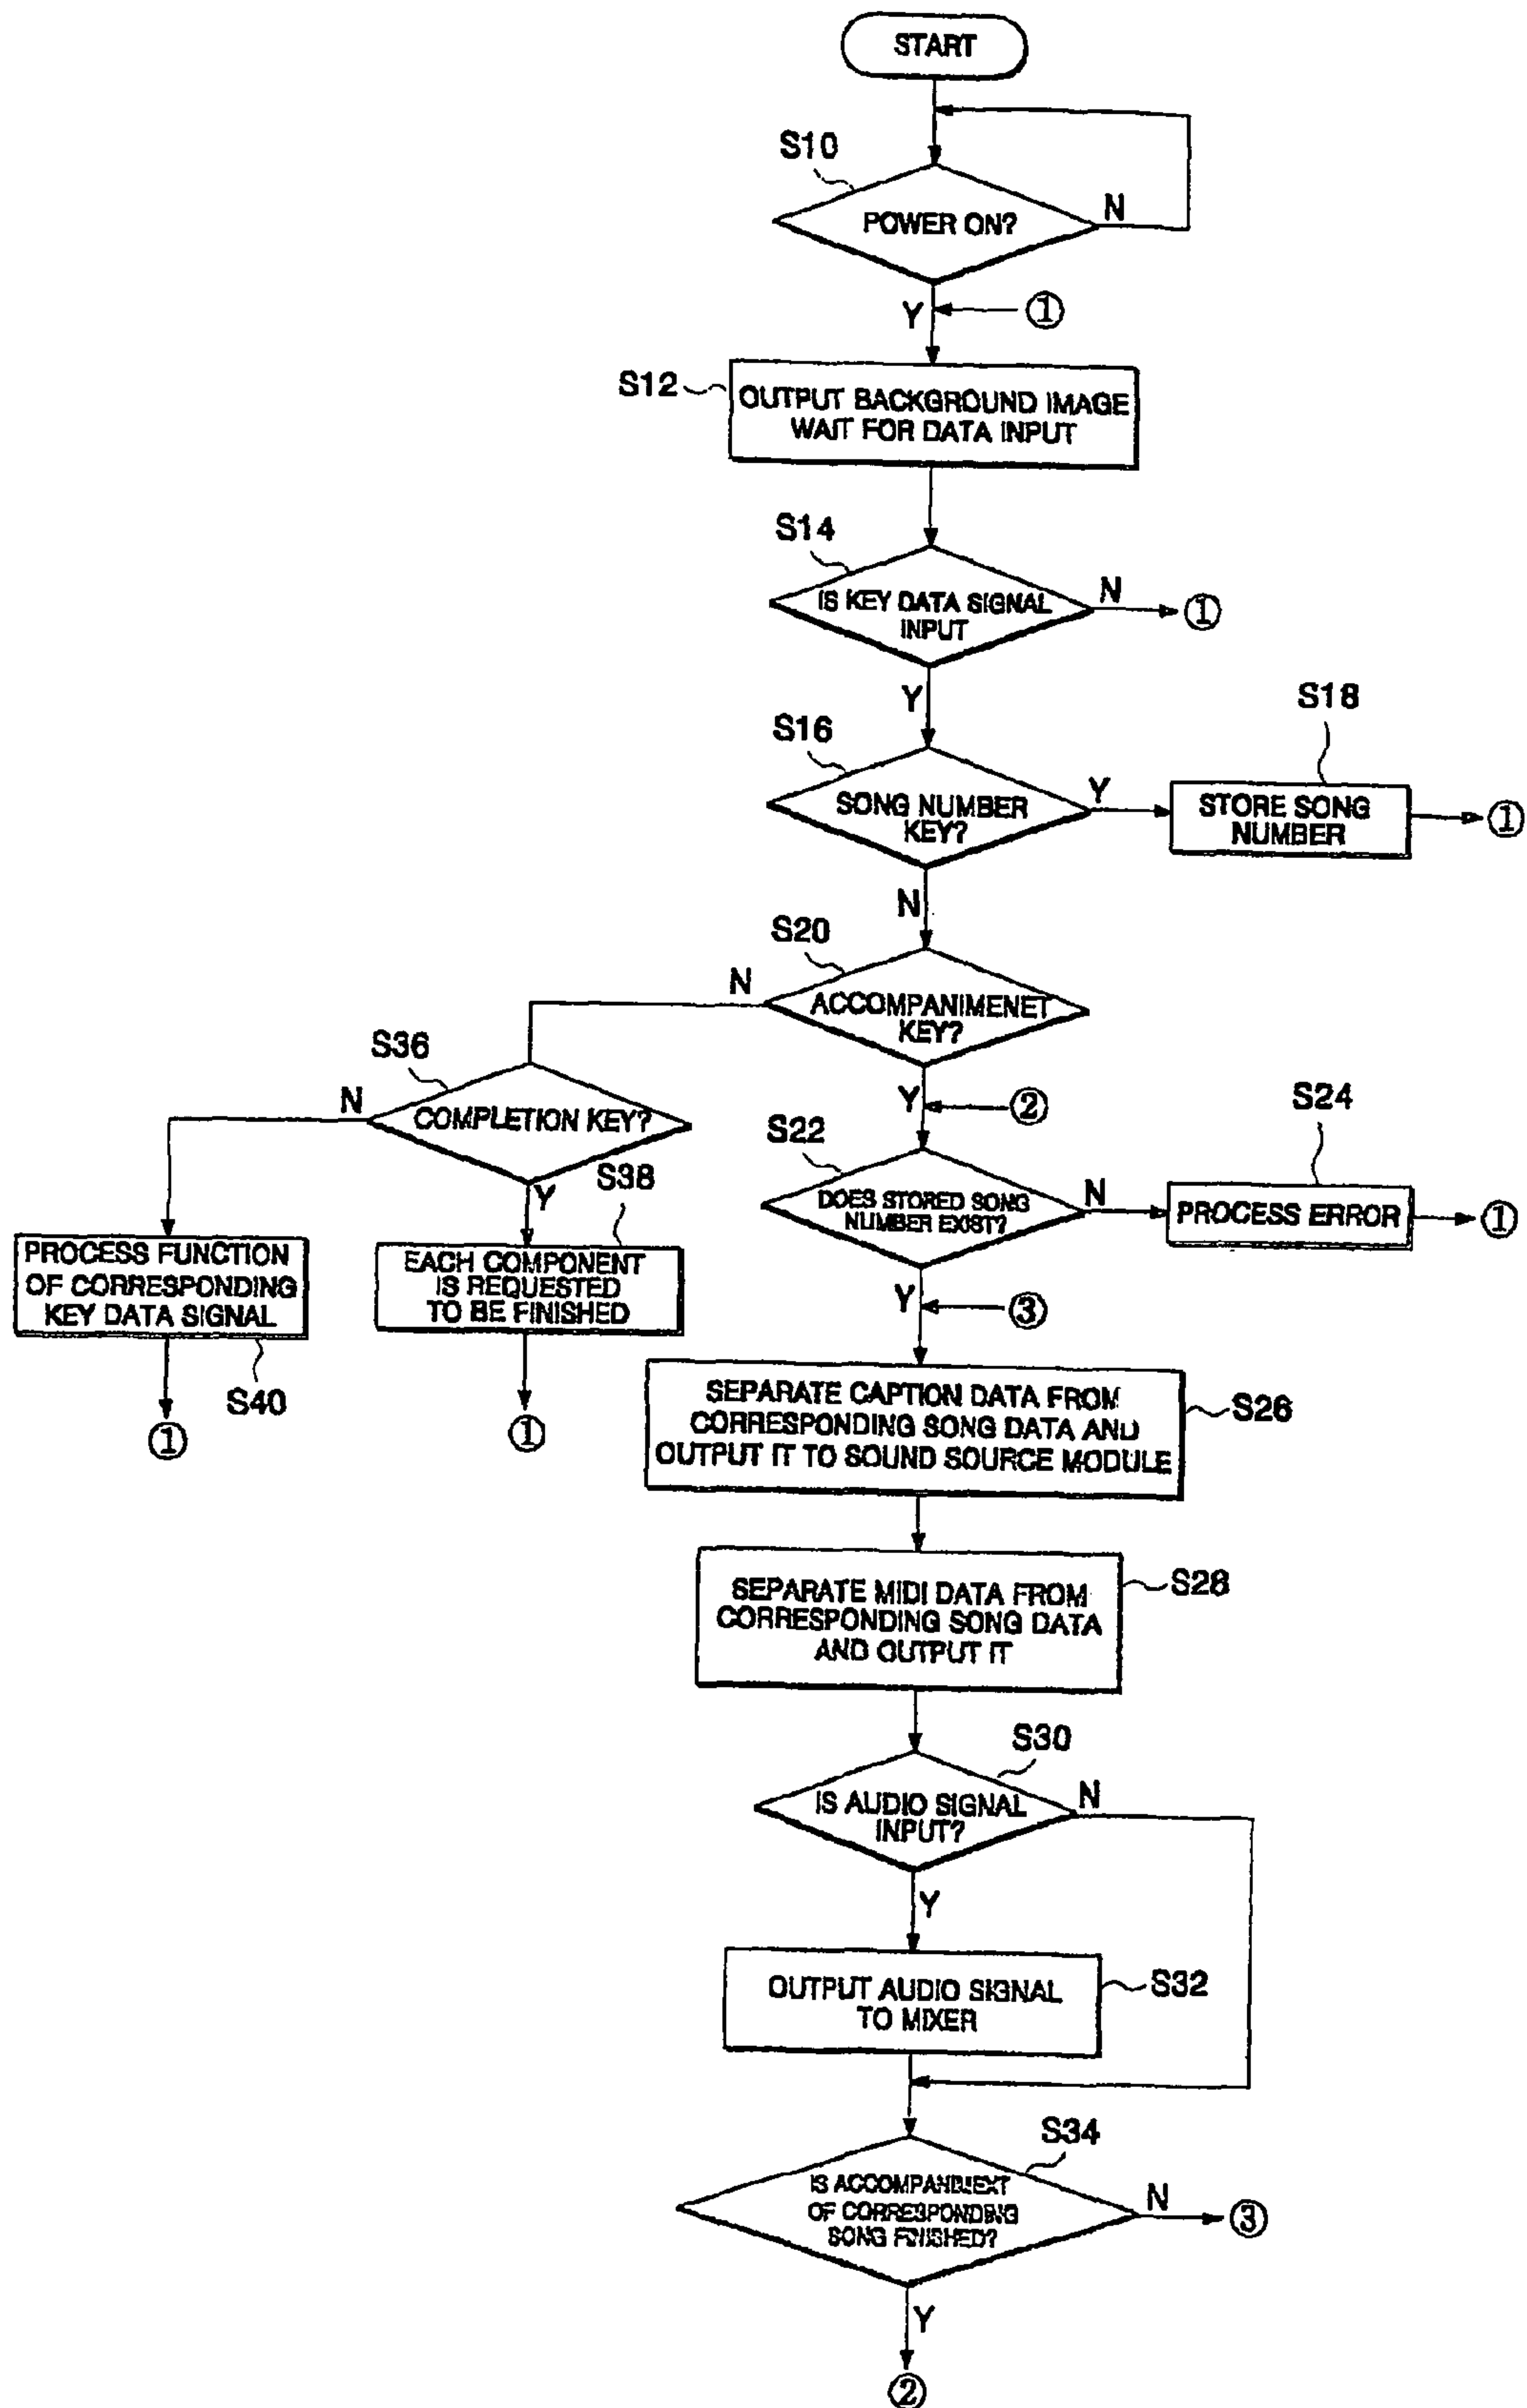 START
S10
POWER ON?
N
Y
①
S12
OUTPUT BACKGROUND IMAGE
WAIT FOR DATA INPUT
S14
IS KEY DATA SIGNAL
INPUT
N
①
Y
S16
SONG NUMBER
KEY?
Y
S18
STORE SONG
NUMBER
①
N
S20
ACCOMPANIMENET
KEY?
N
S36
COMPLETION KEY?
N
Y
S38
PROCESS FUNCTION
OF CORRESPONDING
KEY DATA SIGNAL
S40
①
EACH COMPONENT
IS REQUESTED
TO BE FINISHED
①
Y
②
S22
DOES STORED SONG
NUMBER EXIST?
N
S24
PROCESS ERROR
①
Y
③
SEPARATE CAPTION DATA FROM
CORRESPONDING SONG DATA AND
OUTPUT IT TO SOUND SOURCE MODULE
S26
SEPARATE MIDI DATA FROM
CORRESPONDING SONG DATA
AND OUTPUT IT
S28
S30
IS AUDIO SIGNAL
INPUT?
N
Y
OUTPUT AUDIO SIGNAL
TO MIXER
S32
S34
IS
OF CORRESPONDING
SONG FINISHED?
N
③
Y
②